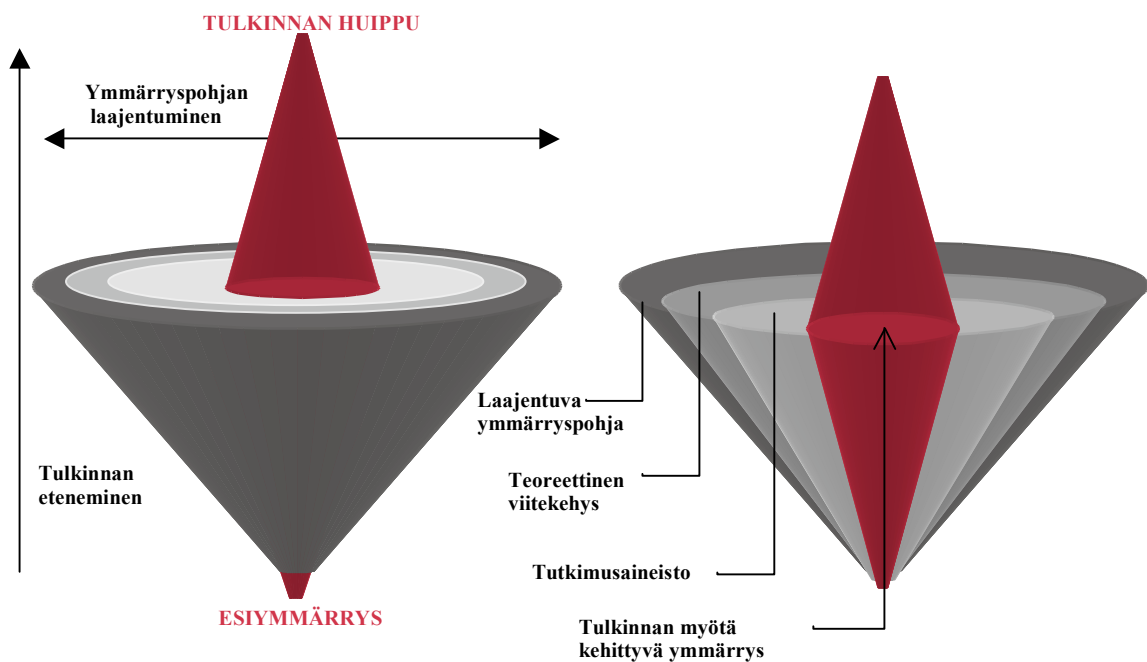 TULKINNAN HUIPPU
Ymmärryspohjan
laajentuminen
Tulkinnan
eteneminen
ESIYMMÄRRYS
Laajentuva
ymmärryspohja
Teoreettinen
viitekehys
Tutkimusaineisto
Tulkinnan myötä
kehittyvä ymmärrys